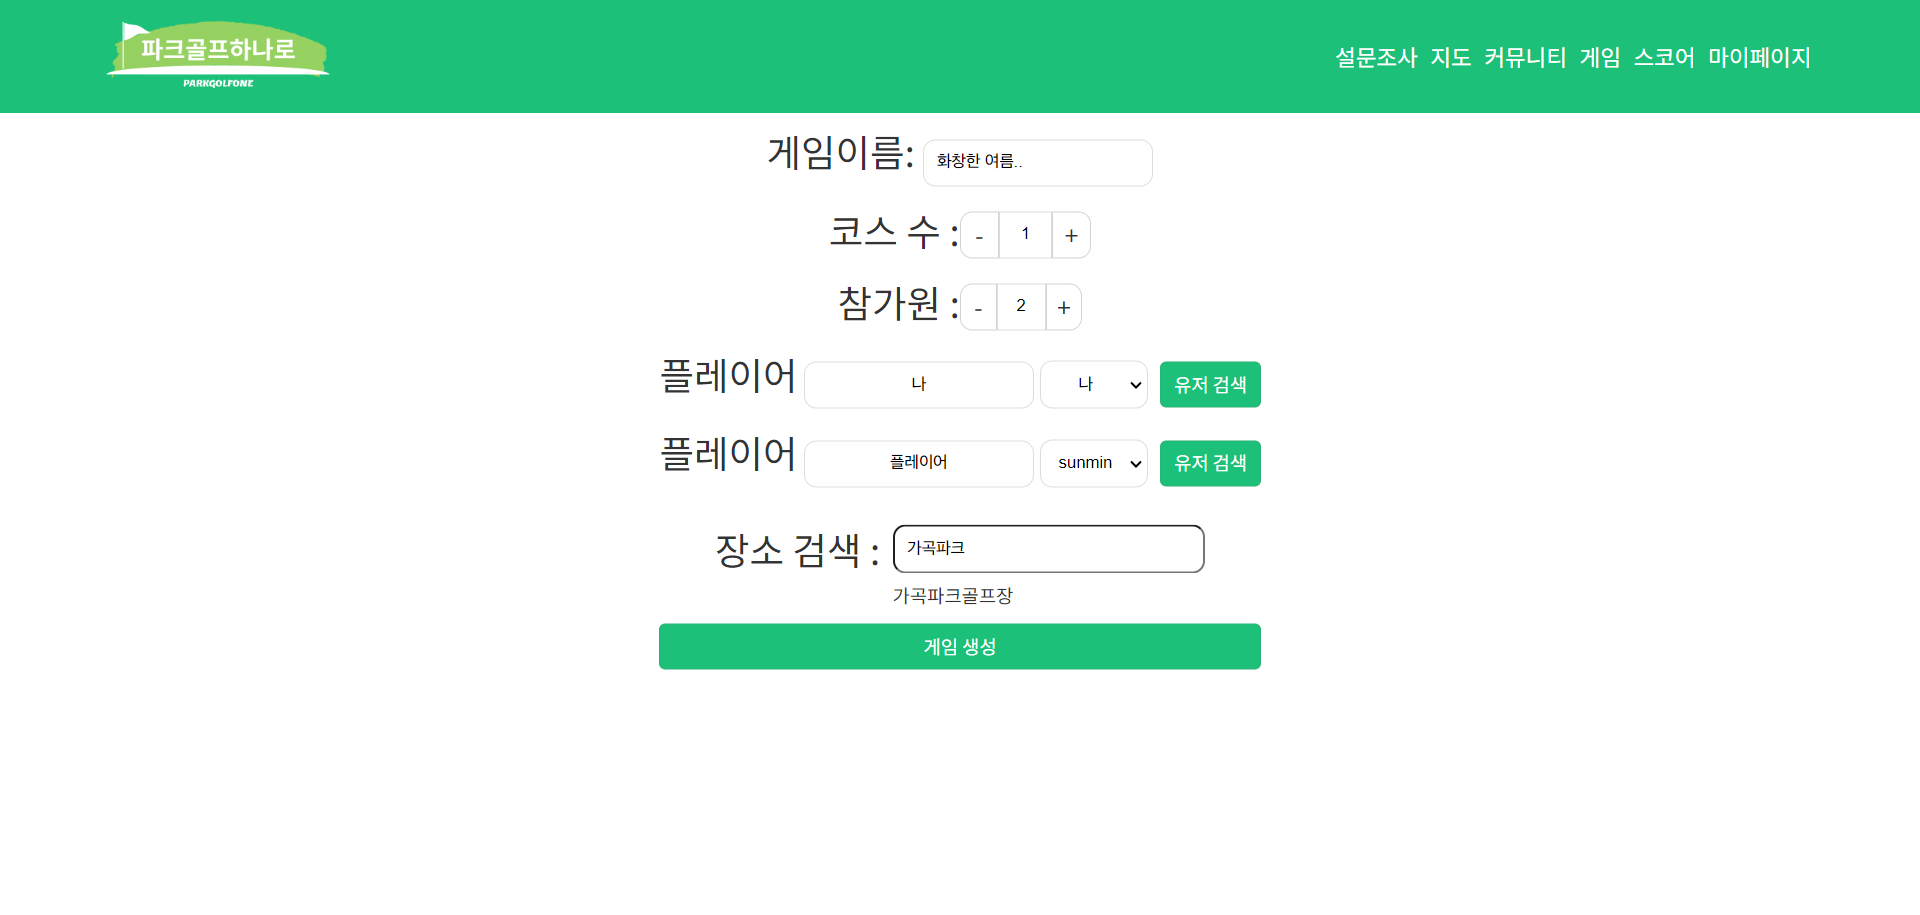 파크골프하나로
PARKGOLFONE
설문조사 지도 커뮤니티 게임 스코어 마이페이지
게임이름: 화창한 여름..
코스 수 : - 1 +
참가원 : - 2 +
플레이어 나 나 유저 검색
플레이어 플레이어 sunmin 유저 검색
장소 검색 : 가곡파크
가곡파크골프장
게임 생성